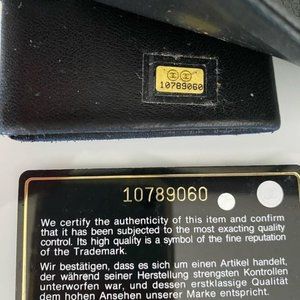 10789060
10789060
We certify the authenticity of this item and confirm
that it has been subjected to the most exacting quality
control. Its high quality is a symbol of the fine reputation
of the Trademark.
Wir bestätigen, dass es sich um einen Artikel handelt,
der während seiner Herstellung strengsten Kontrollen
unterworfen war, und dessen erstklassige Qualität
dem hohen Ansehen unserer Marke entspricht.